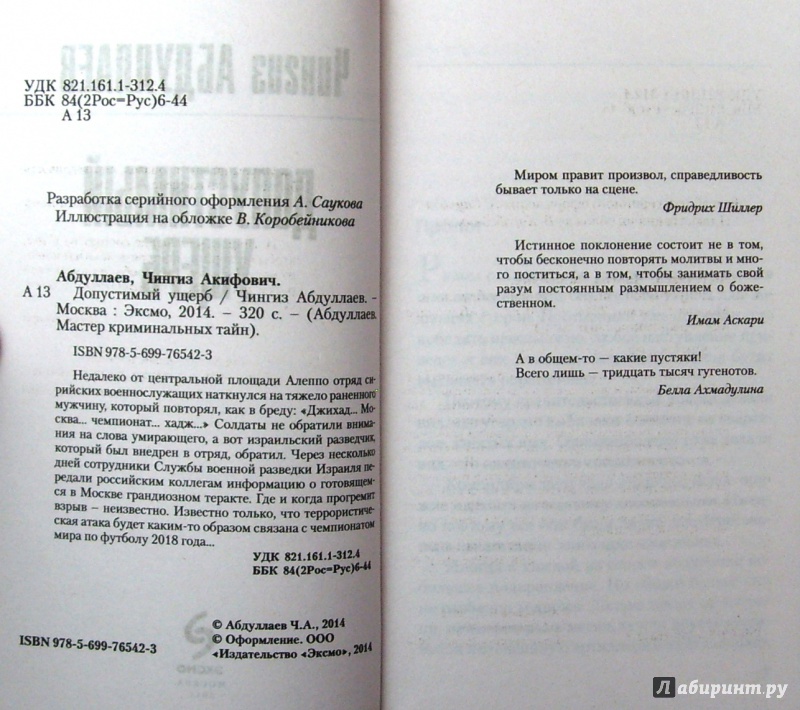 УДК 821.161.1-312.4
ББК 84(2Рос=Рус)6-44
А 13
Разработка серийного оформления А. Саукова
Иллюстрация на обложке В. Коробейникова
Абдуллаев, Чингиз Акифович.
А 13 Допустимый ущерб / Чингиз Абдуллаев. -
Москва : Эксмо, 2014. – 320 с. – (Абдуллаев.
Мастер криминальных тайн).
ISBN 978-5-699-76542-3
Недалеко от центральной площади Алеппо отряд си-
рийских военнослужащих наткнулся на тяжело раненного
мужчину, который повторял, как в бреду: «Джихад... Мо-
сква... чемпионат... хадж...» Солдаты не обратили внима-
ния на слова умирающего, а вот израильский разведчик,
который был внедрен в отряд, обратил. Через несколько
дней сотрудники Службы военной разведки Израиля пе-
редали российским коллегам информацию о готовящем-
ся в Москве грандиозном теракте. Где и когда прогремит
взрыв – неизвестно. Известно только, что террористиче-
ская атака будет каким-то образом связана с чемпионатом
мира по футболу 2018 года...
УДК 821.161.1-312.4
ББК 84(2Рос=Рус)6-44
© Абдуллаев Ч.А., 2014
© Оформление. ООО
«Издательство «Эксмо», 2014
ISBN 978-5-699-76542-3
Миром правит произвол, справедливость
бывает только на сцене.
Фридрих Шиллер
Истинное поклонение состоит не в том,
чтобы бесконечно повторять молитвы и мно-
го поститься, а в том, чтобы занимать свой
разум постоянным размышлением о боже-
ственном.
Имам Аскари
А в общем-то — какие пустяки!
Всего лишь — тридцать тысяч гугенотов.
Белла Ахмадулина
Лабиринт.ру